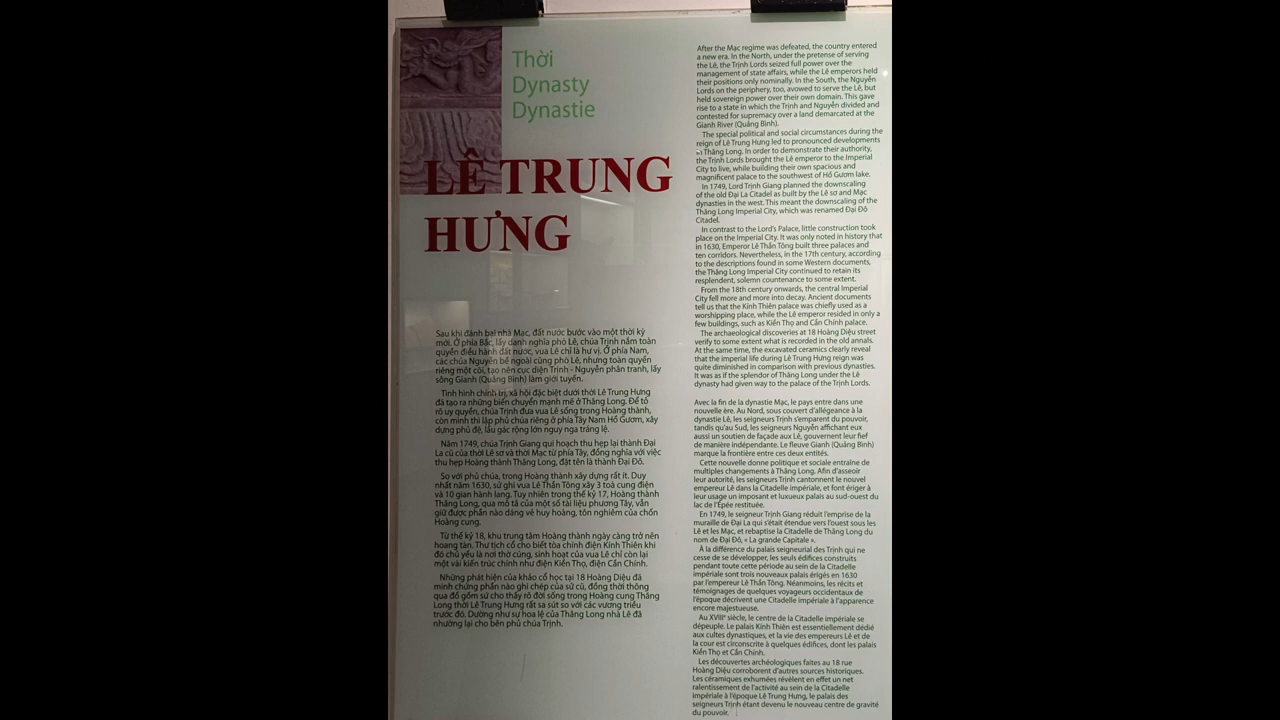 Thời
Dynasty
Dynastie
LÊ TRUNG
HƯNG
Sau khi đánh bại nhà Mạc, đất nước bước vào một thời kỳ
mới. Ở phía Bắc, lấy danh nghĩa phò Lê, chúa Trịnh nắm toàn
quyền điều hành đất nước, vua Lê chỉ là hư vị. Ở phía Nam,
các chúa Nguyễn bề ngoài cũng phò Lê, nhưng toàn quyền
riêng một cõi, tạo nên cục diện Trịnh - Nguyễn phân tranh, lấy
sông Gianh (Quảng Bình) làm giới tuyến.
Tình hình chính trị, xã hội đặc biệt dưới thời Lê Trung Hưng
đã tạo ra những biến chuyển mạnh mẽ ở Thăng Long. Để tỏ
rõ uy quyền, chúa Trịnh đưa vua Lê sống trong Hoàng thành,
còn mình thì lập phủ chúa riêng ở phía Tây Nam Hồ Gươm, xây
dựng phủ đệ, lầu gác rộng lớn nguy nga tráng lệ.
Năm 1749, chúa Trịnh Giang qui hoạch thu hẹp lại thành Đại
La cũ của thời Lê sơ và thời Mạc từ phía Tây, đồng nghĩa với việc
thu hẹp Hoàng thành Thăng Long, đặt tên là thành Đại Đô.
So với phủ chúa, trong Hoàng thành xây dựng rất ít. Duy
nhất năm 1630, sử ghi vua Lê Thần Tông xây 3 toà cung điện
và 10 gian hành lang. Tuy nhiên trong thế kỷ 17, Hoàng thành
Thăng Long, qua mô tả của một số tài liệu phương Tây, vẫn
giữ được phần nào dáng vẻ huy hoàng, tôn nghiêm của chốn
Hoàng cung.
Từ thế kỷ 18, khu trung tâm Hoàng thành ngày càng trở nên
hoang tàn. Thư tịch cổ cho biết tòa chính điện Kính Thiên khi
đó chủ yếu là nơi thờ cúng, sinh hoạt của vua Lê chỉ còn lại
một vài kiến trúc chính như điện Kiền Thọ, điện Cần Chính.
Những phát hiện của khảo cổ học tại 18 Hoàng Diệu đã
minh chứng phần nào ghi chép của sử cũ, đồng thời thông
qua đồ gốm sứ cho thấy rõ đời sống trong Hoàng cung Thăng
Long thời Lê Trung Hưng rất sa sút so với các vương triều
trước đó. Dường như sự hoa lệ của Thăng Long nhà Lê đã
nhường lại cho bên phủ chúa Trịnh.
After the Mạc regime was defeated, the country entered
a new era. In the North, under the pretense of serving
the Lê, the Trịnh Lords seized full power over the
management of state affairs, while the Lê emperors held
their positions only nominally. In the South, the Nguyễn
Lords on the periphery, too, avowed to serve the Lê, but
held sovereign power over their own domain. This gave
rise to a state in which the Trịnh and Nguyễn divided and
contested for supremacy over a land demarcated at the
Gianh River (Quảng Bình).
The special political and social circumstances during the
reign of Lê Trung Hưng led to pronounced developments
in Thăng Long. In order to demonstrate their authority,
the Trịnh Lords brought the Lê emperor to the Imperial
City to live, while building their own spacious and
magnificent palace to the southwest of Hồ Gươm lake.
In 1749, Lord Trịnh Giang planned the downscaling
of the old Đại La Citadel as built by the Lê sơ and Mạc
dynasties in the west. This meant the downscaling of the
Thăng Long Imperial City, which was renamed Đại Đô
Citadel.
In contrast to the Lord's Palace, little construction took
place on the Imperial City. It was only noted in history that
in 1630, Emperor Lê Thần Tông built three palaces and
ten corridors. Nevertheless, in the 17th century, according
to the descriptions found in some Western documents,
the Thăng Long Imperial City continued to retain its
resplendent, solemn countenance to some extent.
From the 18th century onwards, the central Imperial
City fell more and more into decay. Ancient documents
tell us that the Kính Thiên palace was chiefly used as a
worshipping place, while the Lê emperor resided in only a
few buildings, such as Kiền Thọ and Cần Chính palace.
The archaeological discoveries at 18 Hoàng Diệu street
verify to some extent what is recorded in the old annals.
At the same time, the excavated ceramics clearly reveal
that the imperial life during Lê Trung Hưng reign was
quite diminished in comparison with previous dynasties.
It was as if the splendor of Thăng Long under the Lê
dynasty had given way to the palace of the Trịnh Lords.
Avec la fin de la dynastie Mạc, le pays entre dans une
nouvelle ère. Au Nord, sous couvert d'allégeance à la
dynastie Lê, les seigneurs Trịnh s'emparent du pouvoir,
tandis qu'au Sud, les seigneurs Nguyễn affichant eux
aussi un soutien de façade aux Lê, gouvernent leur fief
de manière indépendante. Le fleuve Gianh (Quảng Bình)
marque la frontière entre ces deux entités.
Cette nouvelle donne politique et sociale entraîne de
multiples changements à Thăng Long. Afin d'asseoir
leur autorité, les seigneurs Trịnh cantonnent le nouvel
empereur Lê dans la Citadelle impériale, et font ériger à
leur usage un imposant et luxueux palais au sud-ouest du
lac de l'Épée restituée.
En 1749, le seigneur Trịnh Giang réduit l'emprise de la
muraille de Đại La qui s'était étendue vers l'ouest sous les
Lê et les Mạc, et rebaptise la Citadelle de Thăng Long du
nom de Đại Đô, « La grande Capitale ».
À la différence du palais seigneurial des Trịnh qui ne
cesse de se développer, les seuls édifices construits
pendant toute cette période au sein de la Citadelle
impériale sont trois nouveaux palais érigés en 1630
par l'empereur Lê Thần Tông. Néanmoins, les récits et
témoignages de quelques voyageurs occidentaux de
l'époque décrivent une Citadelle impériale à l'apparence
encore majestueuse.
Au XVIIIe siècle, le centre de la Citadelle impériale se
dépeuple. Le palais Kính Thiên est essentiellement dédié
aux cultes dynastiques, et la vie des empereurs Lê et de
la cour est circonscrite à quelques édifices, dont les palais
Kiền Thọ et Cần Chính.
Les découvertes archéologiques faites au 18 rue
Hoàng Diệu corroborent d'autres sources historiques.
Les céramiques exhumées révèlent en effet un net
ralentissement de l'activité au sein de la Citadelle
impériale à l'époque Lê Trung Hưng, le palais des
seigneurs Trịnh étant devenu le nouveau centre de gravité
du pouvoir.